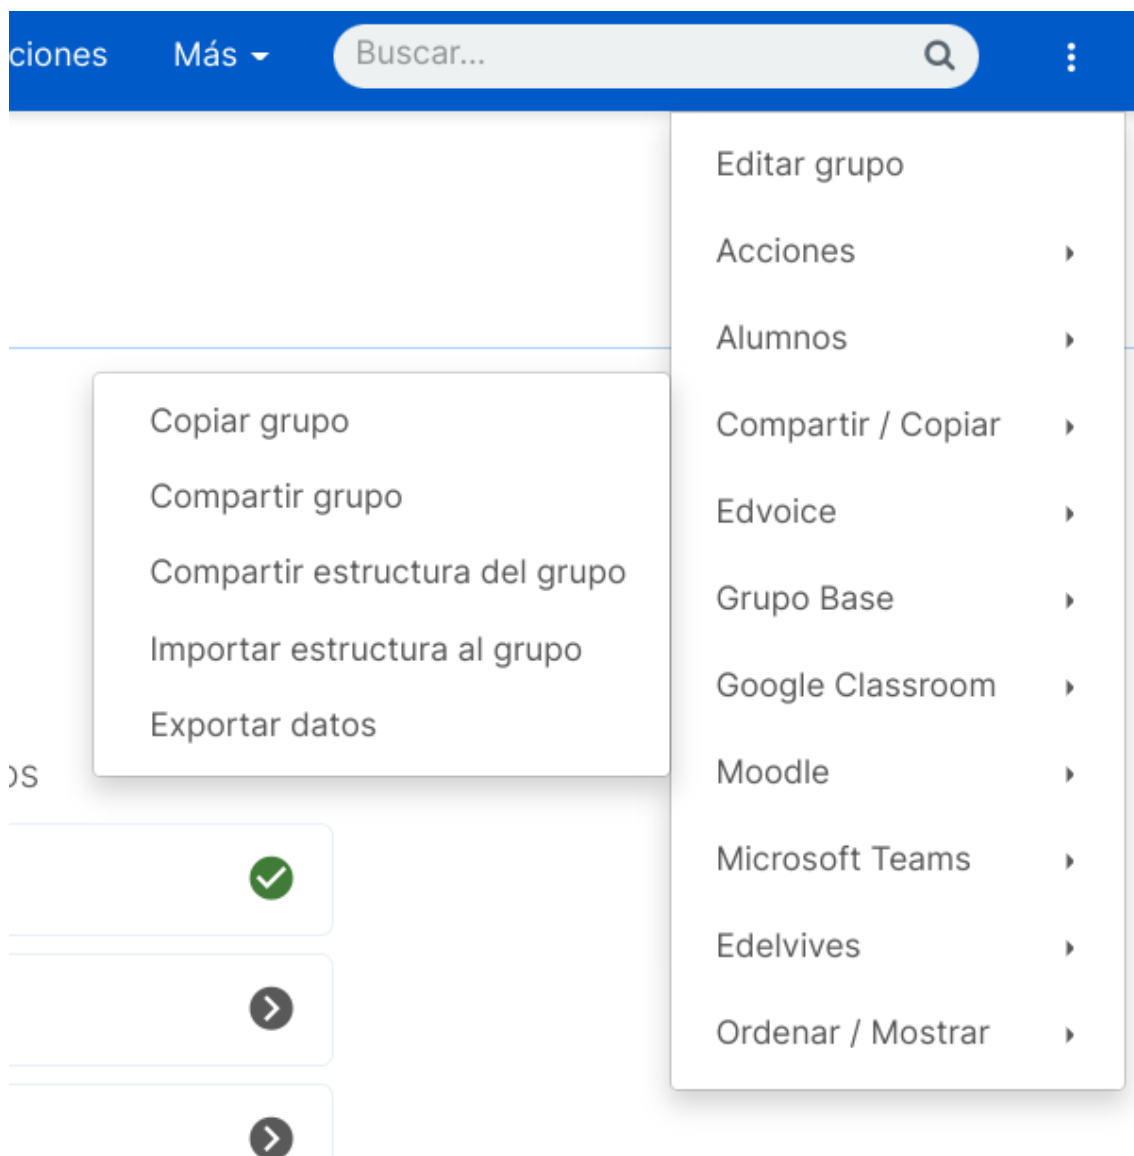 ciones Más Buscar...
Editar grupo
Acciones
Alumnos
Compartir / Copiar
Edvoice
Grupo Base
Google Classroom
Moodle
Microsoft Teams
Edelvives
Ordenar / Mostrar
Copiar grupo
Compartir grupo
Compartir estructura del grupo
Importar estructura al grupo
Exportar datos
os